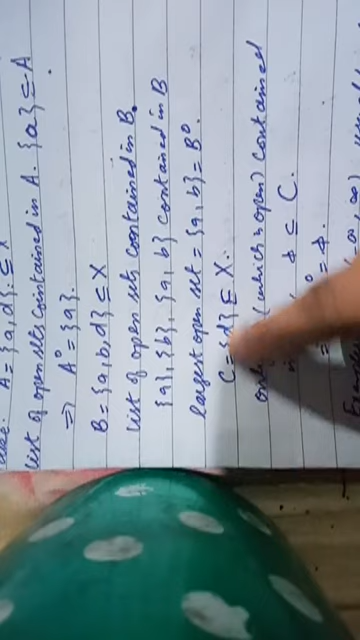 A = {a, d} ⊆ X
List of open sets contained in A. {a} ⊆ A
⇒ A° = {a}.
B = {a, b, d} ⊆ X
List of open sets contained in B.
{a}, {b}, {a, b} contained in B
largest open set = {a, b} = B°.
C = {d} ⊆ X.
(which is open) contained
ϕ ⊆ C.
= ϕ.